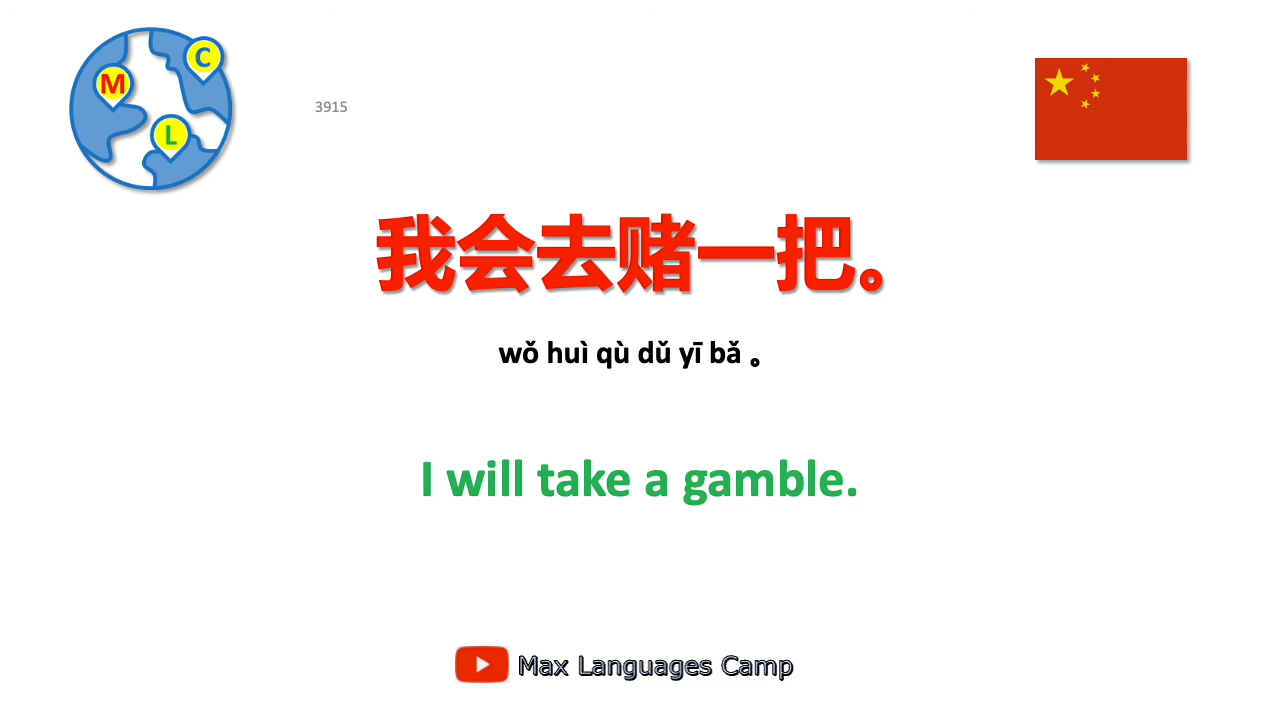 M
C
L
3915
我会去赌一把。
wǒ huì qù dǔ yī bǎ 。
I will take a gamble.
Max Languages Camp